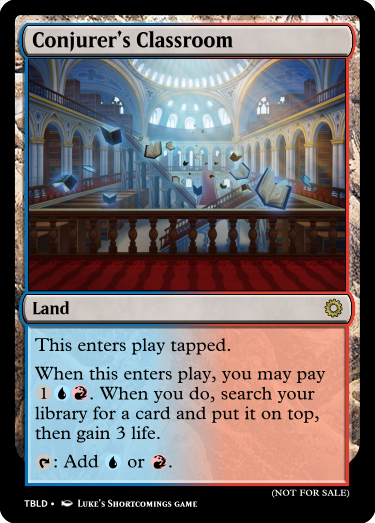 Conjurer's Classroom
Land
This enters play tapped.
When this enters play, you may pay
1 . When you do, search your
library for a card and put it on top,
then gain 3 life.
: Add or .
(NOT FOR SALE)
TBLD • Luke's Shortcomings game